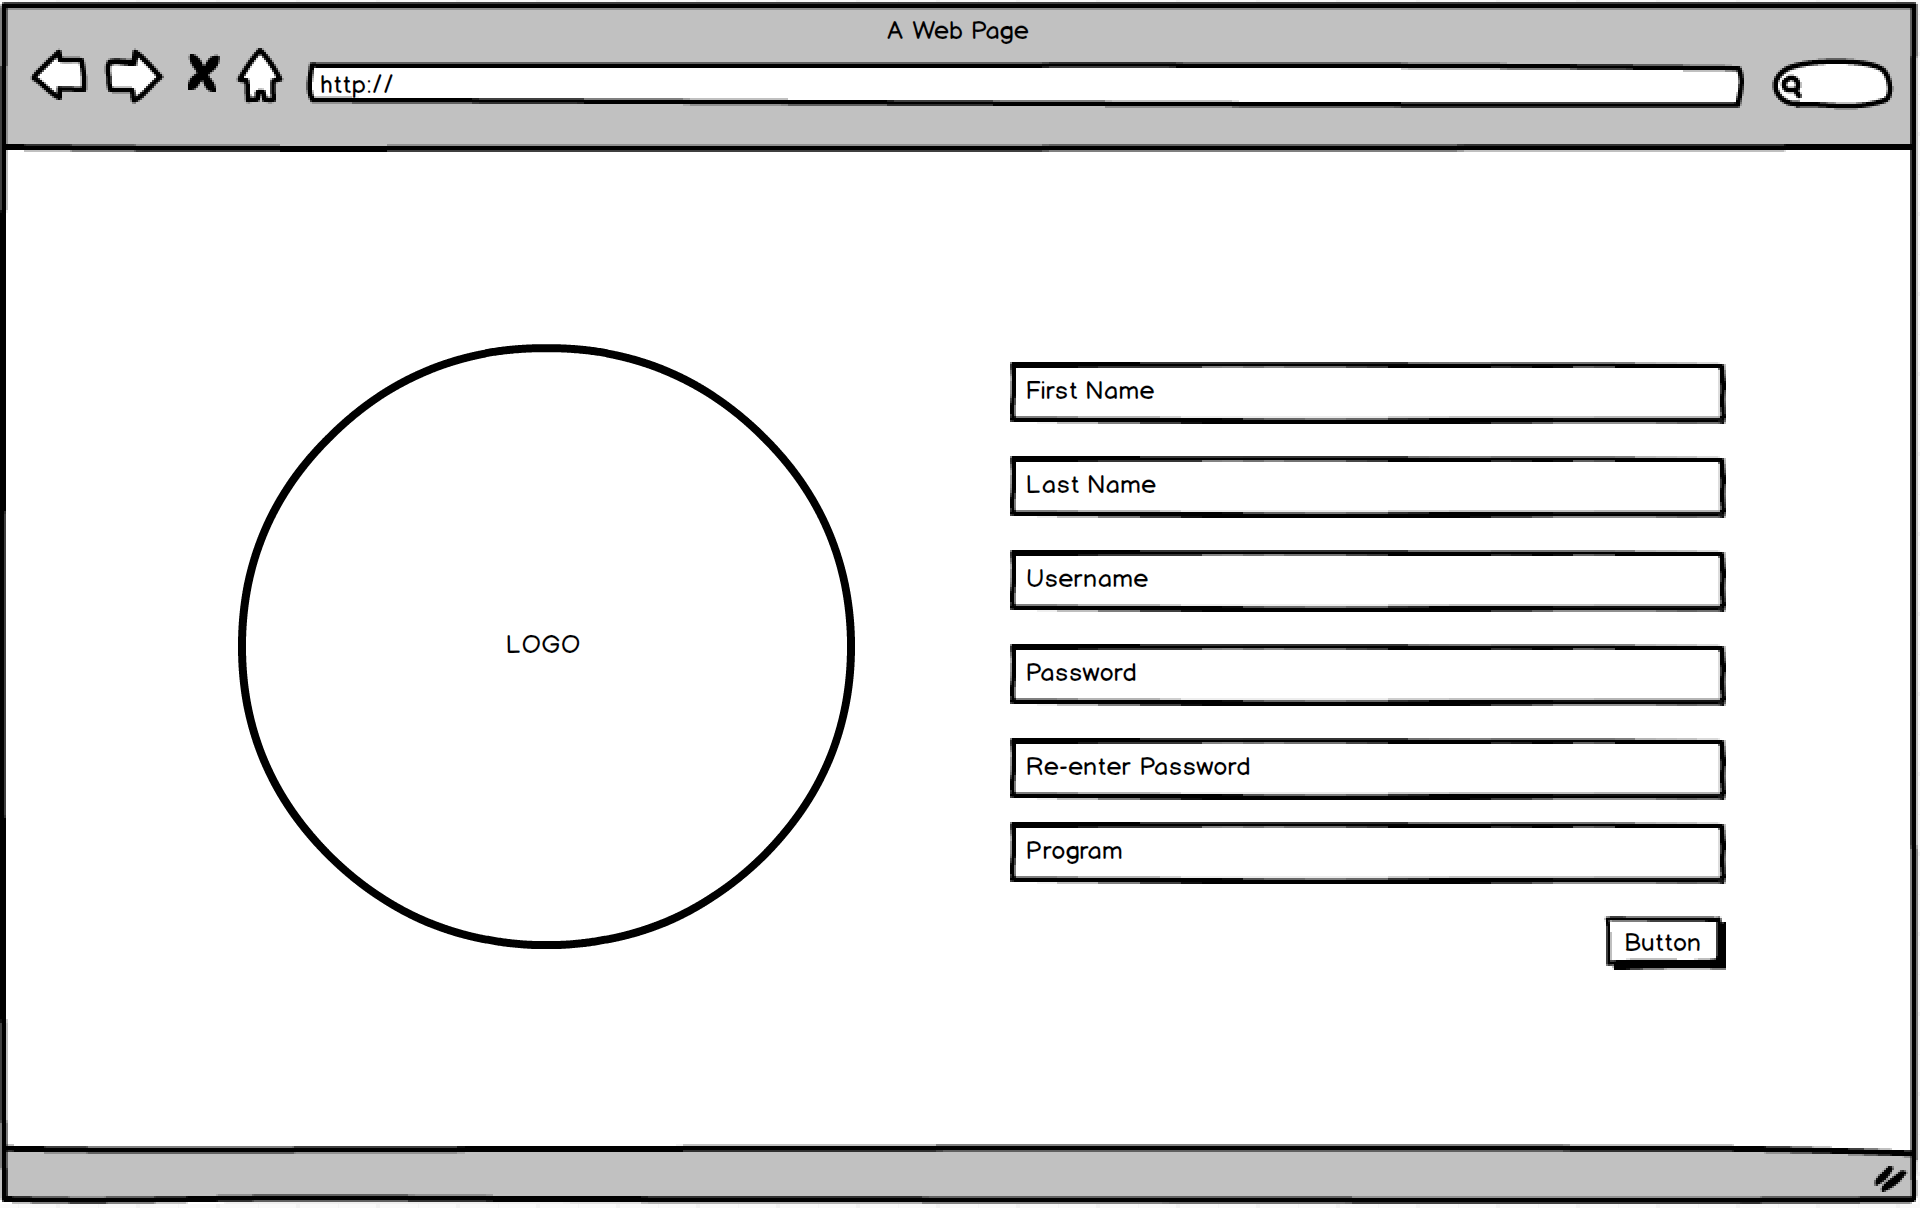 A Web Page
http://
LOGO
First Name
Last Name
Username
Password
Re-enter Password
Program
Button